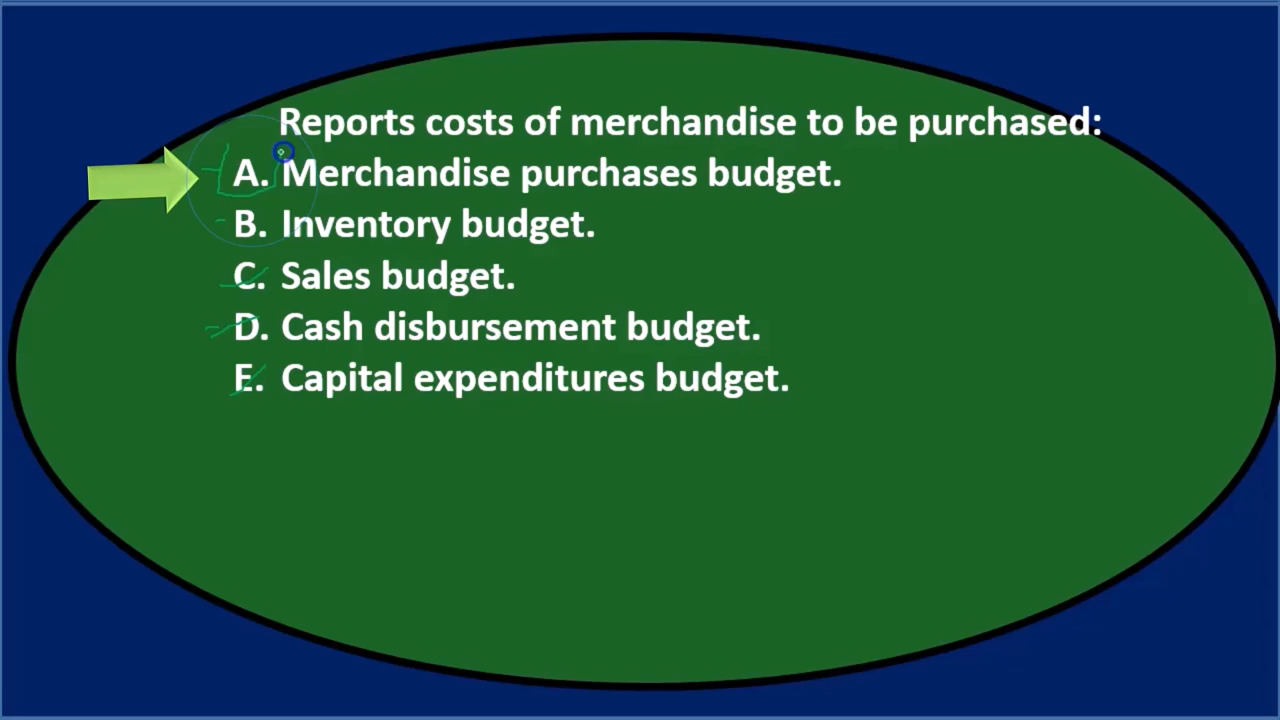 Reports costs of merchandise to be purchased:
A. Merchandise purchases budget.
B. Inventory budget.
C. Sales budget.
D. Cash disbursement budget.
E. Capital expenditures budget.